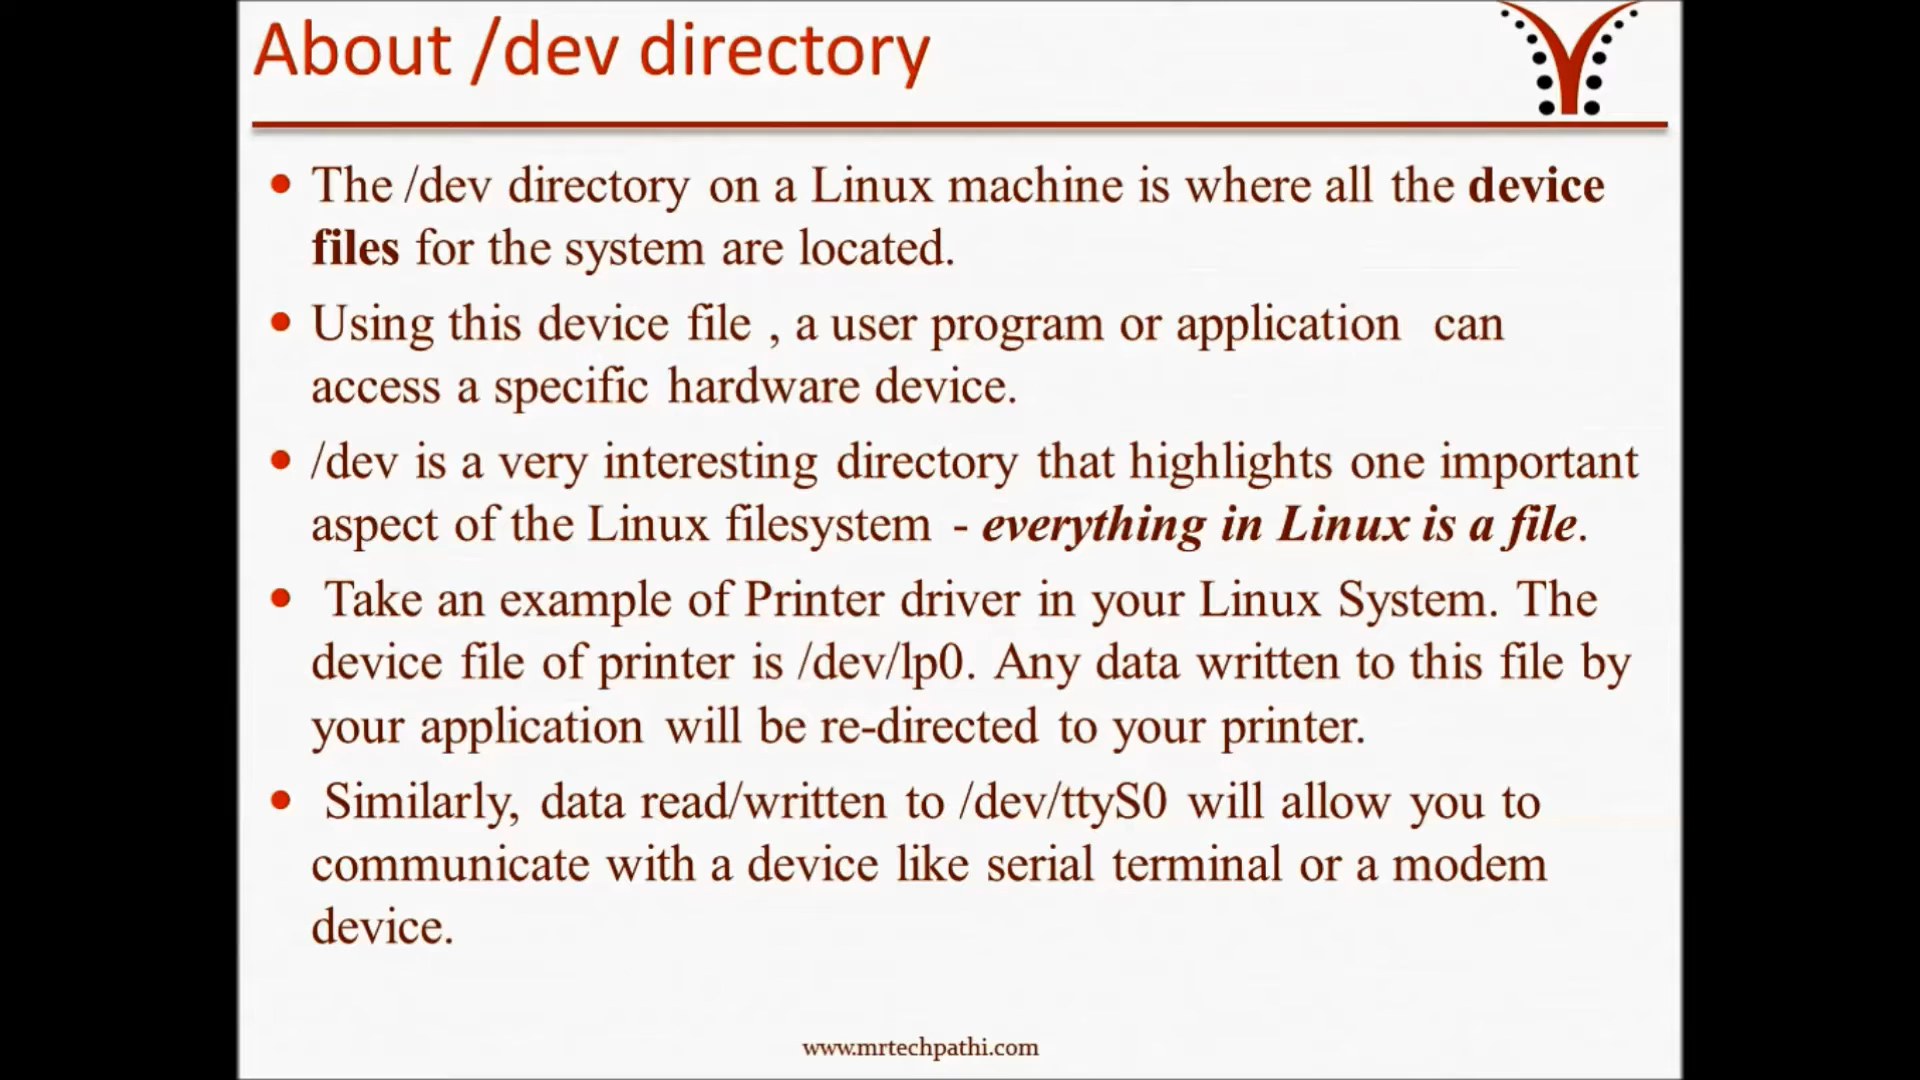 About /dev directory
• The /dev directory on a Linux machine is where all the device
files for the system are located.
• Using this device file , a user program or application can
access a specific hardware device.
• /dev is a very interesting directory that highlights one important
aspect of the Linux filesystem - everything in Linux is a file.
• Take an example of Printer driver in your Linux System. The
device file of printer is /dev/lp0. Any data written to this file by
your application will be re-directed to your printer.
• Similarly, data read/written to /dev/ttyS0 will allow you to
communicate with a device like serial terminal or a modem
device.
www.mrtechpathi.com